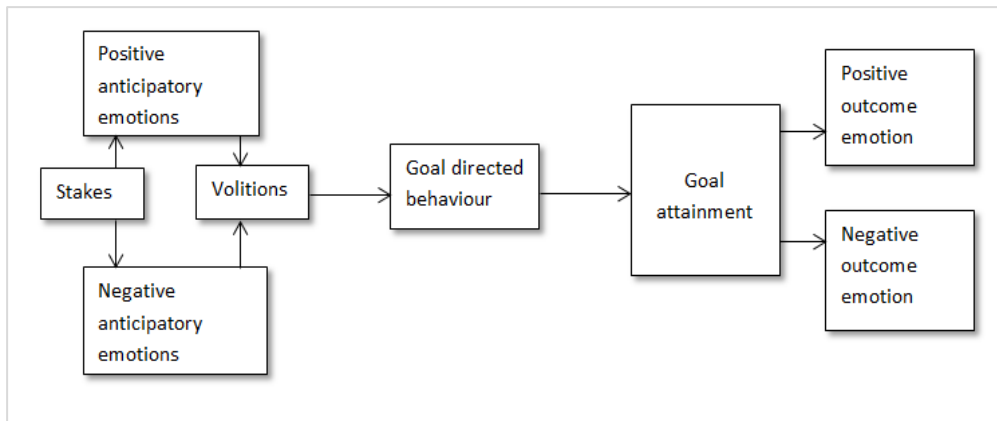 Positive
anticipatory
emotions
Stakes
Volitions
Negative
anticipatory
emotions
Goal directed
behaviour
Goal
attainment
Positive
outcome
emotion
Negative
outcome
emotion